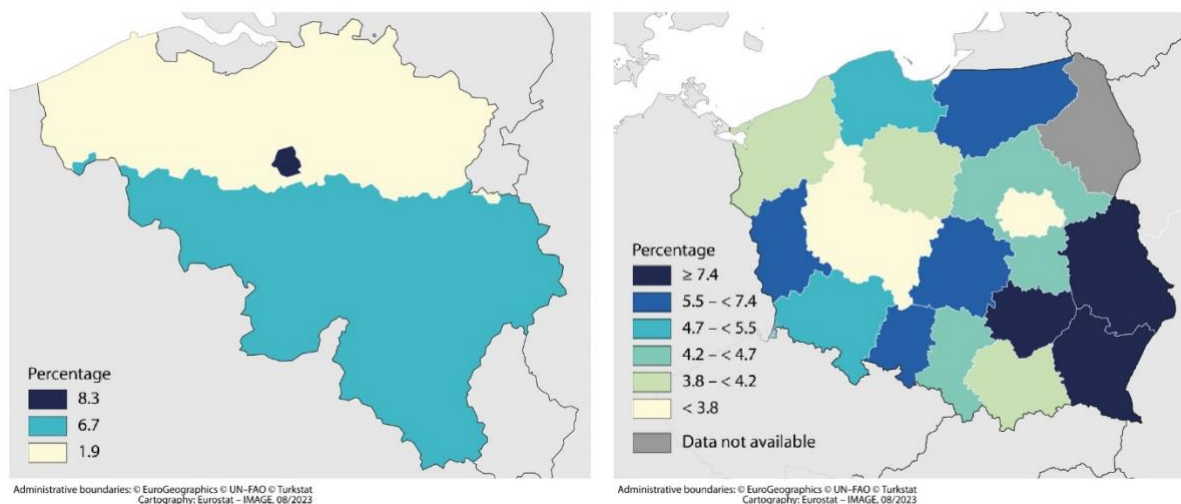 Percentage
8.3
6.7
1.9
Administrative boundaries: © EuroGeographics © UN–FAO © Turkstat
Cartography: Eurostat – IMAGE, 08/2023
Percentage
≥ 7.4
5.5 – < 7.4
4.7 – < 5.5
4.2 – < 4.7
3.8 – < 4.2
< 3.8
Data not available
Administrative boundaries: © EuroGeographics © UN–FAO © Turkstat
Cartography: Eurostat – IMAGE, 08/2023